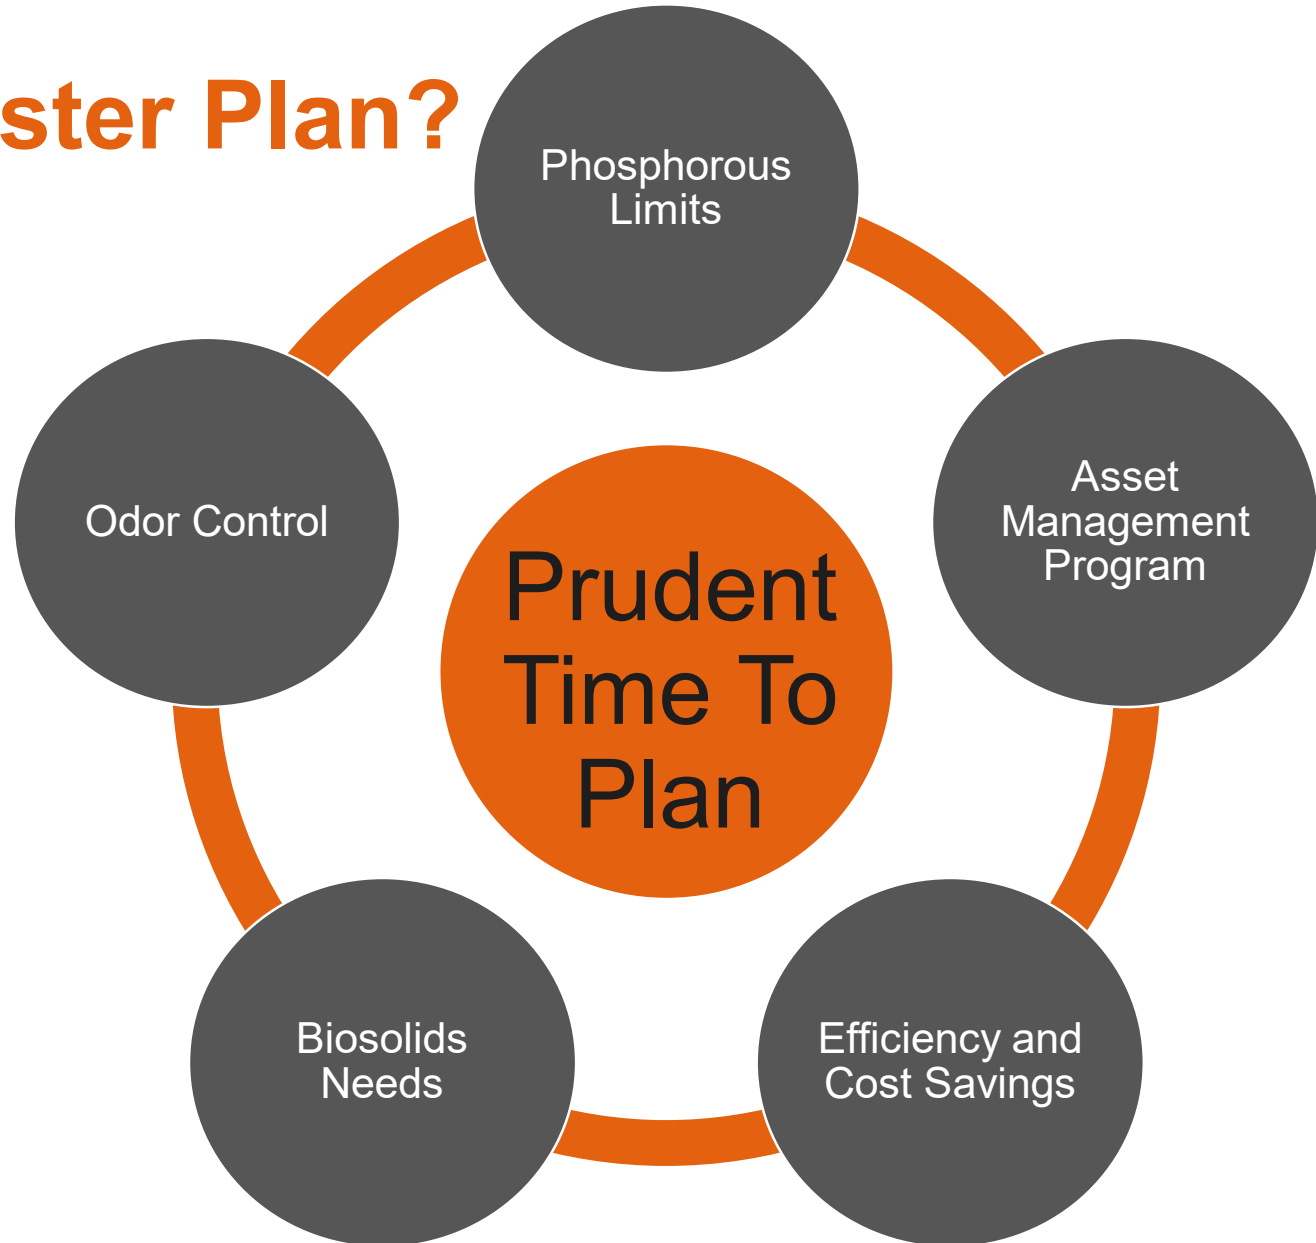 ster Plan?
Phosphorous
Limits
Asset
Management
Program
Odor Control
Prudent
Time To
Plan
Biosolids
Needs
Efficiency and
Cost Savings